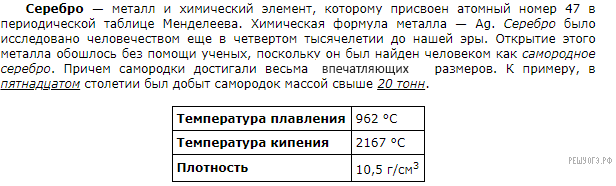 Серебро — металл и химический элемент, которому присвоен атомный номер 47 в
периодической таблице Менделеева. Химическая формула металла — Ag. Серебро было
исследовано человечеством еще в четвертом тысячелетии до нашей эры. Открытие этого
металла обошлось без помощи ученых, поскольку он был найден человеком как самородное
серебро. Причем самородки достигали весьма впечатляющих размеров. К примеру, в
пятнадцатом столетии был добыт самородок массой свыше 20 тонн.
Температура плавления 962 °C
Температура кипения 2167 °C
Плотность 10,5 г/см³
РЕШУОГЭ.РФ